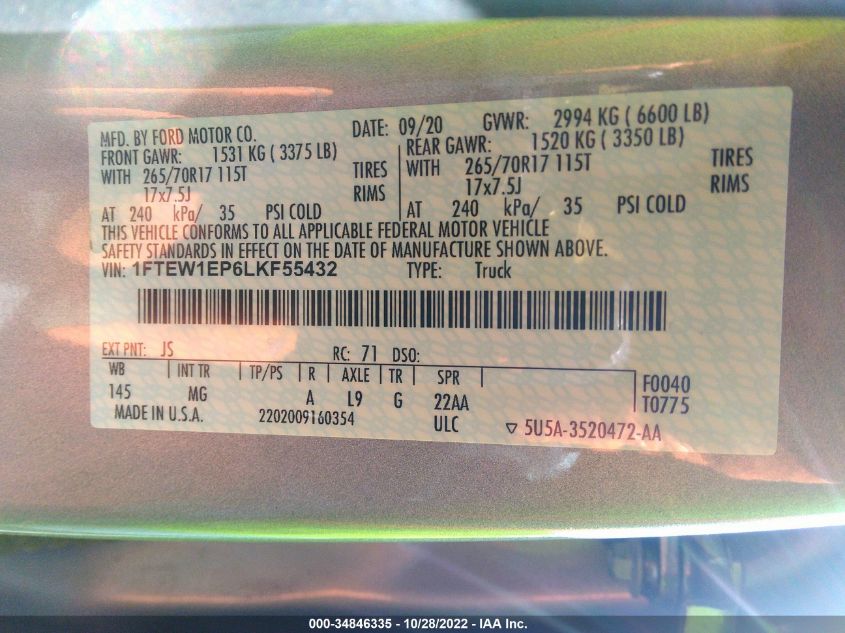 MFD. BY FORD MOTOR CO. DATE: 09/20 GVWR: 2994 KG ( 6600 LB)
FRONT GAWR: 1531 KG ( 3375 LB) REAR GAWR: 1520 KG ( 3350 LB)
WITH 265/70R17 115T TIRES WITH 265/70R17 115T TIRES
17x7.5J RIMS 17x7.5J RIMS
AT 240 kPa/ 35 PSI COLD AT 240 kPa/ 35 PSI COLD
THIS VEHICLE CONFORMS TO ALL APPLICABLE FEDERAL MOTOR VEHICLE
SAFETY STANDARDS IN EFFECT ON THE DATE OF MANUFACTURE SHOWN ABOVE.
VIN: 1FTEW1EP6LKF55432 TYPE: Truck
EXT PNT: JS RC: 71 DSO:
WB INT TR TP/PS R AXLE TR SPR F0040
145 MG A L9 G 22AA T0775
MADE IN U.S.A. 2202009160354 ULC ▽ 5U5A-3520472-AA
000-34846335 - 10/28/2022 - IAA Inc.